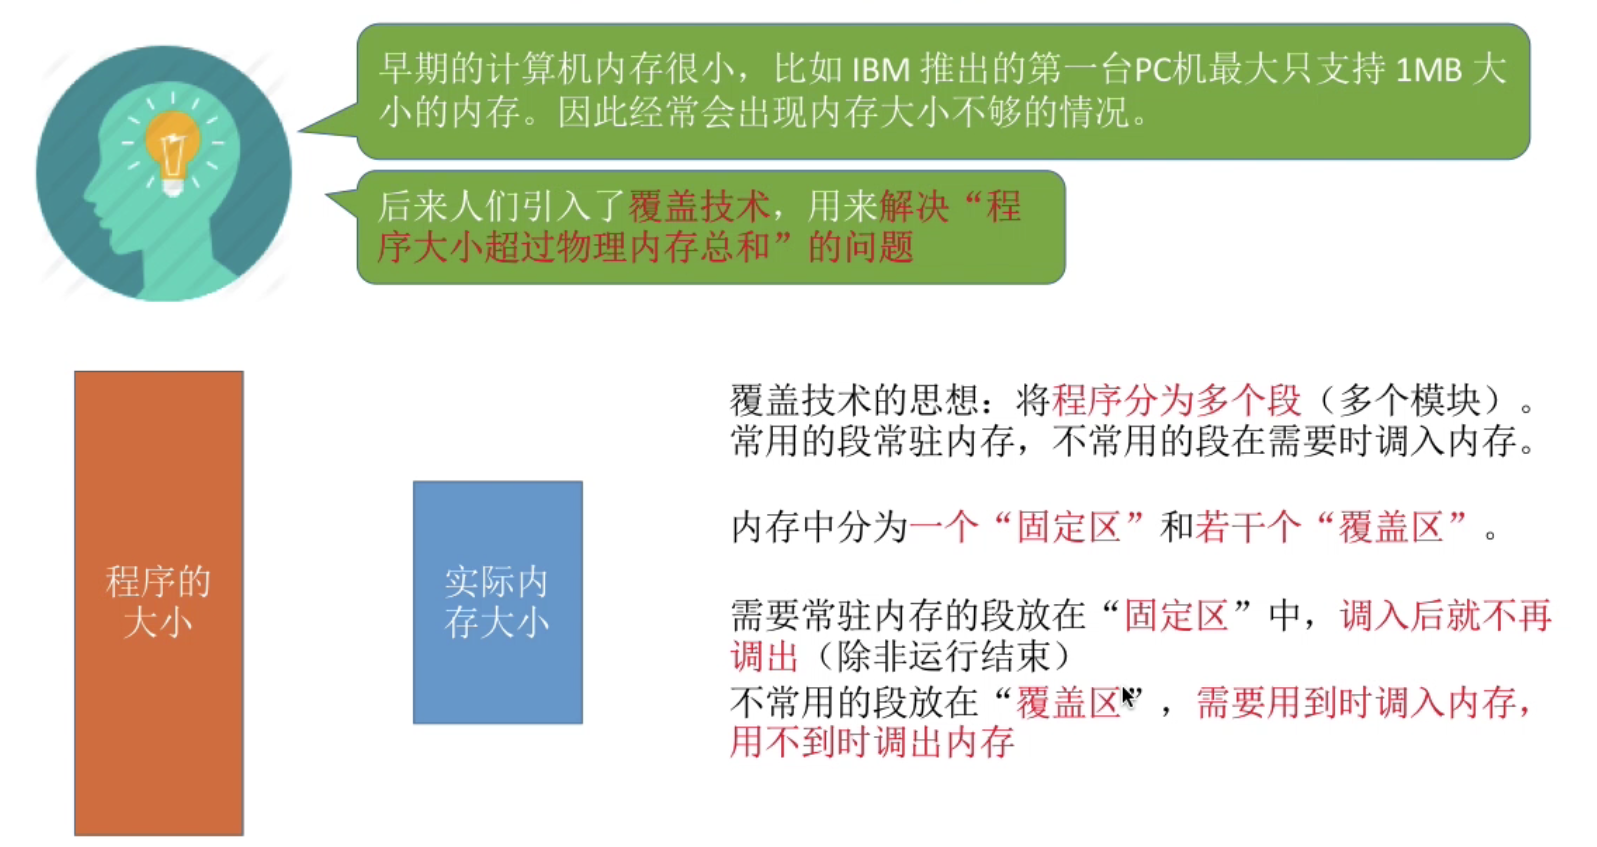 早期的计算机内存很小，比如 IBM 推出的第一台PC机最大只支持 1MB 大
小的内存。因此经常会出现内存大小不够的情况。
后来人们引入了覆盖技术，用来解决“程
序大小超过物理内存总和”的问题
程序的
大小
实际内
存大小
覆盖技术的思想：将程序分为多个段（多个模块）。
常用的段常驻内存，不常用的段在需要时调入内存。
内存中分为一个“固定区”和若干个“覆盖区”。
需要常驻内存的段放在“固定区”中，调入后就不再
调出（除非运行结束）
不常用的段放在“覆盖区”，需要用到时调入内存，
用不到时调出内存